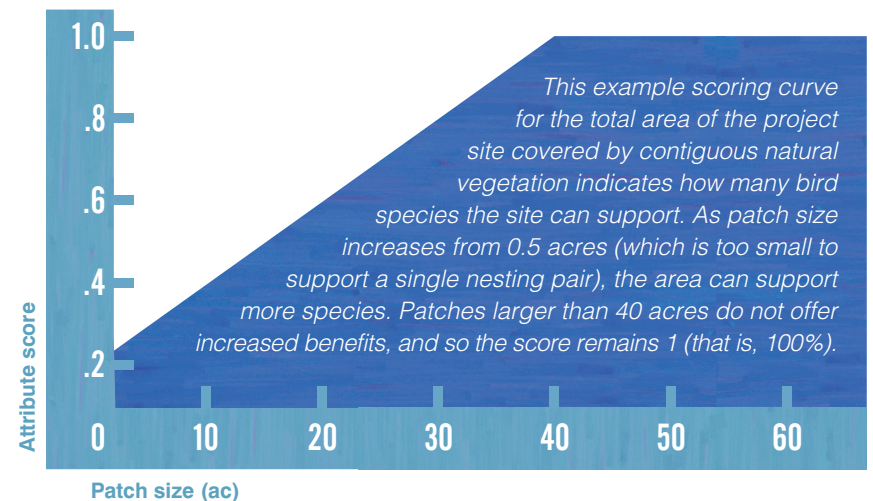 1.0
.8
.6
.4
.2
This example scoring curve
for the total area of the project
site covered by contiguous natural
vegetation indicates how many bird
species the site can support. As patch size
increases from 0.5 acres (which is too small to
support a single nesting pair), the area can support
more species. Patches larger than 40 acres do not offer
increased benefits, and so the score remains 1 (that is, 100%).
Attribute score
0 10 20 30 40 50 60
Patch size (ac)